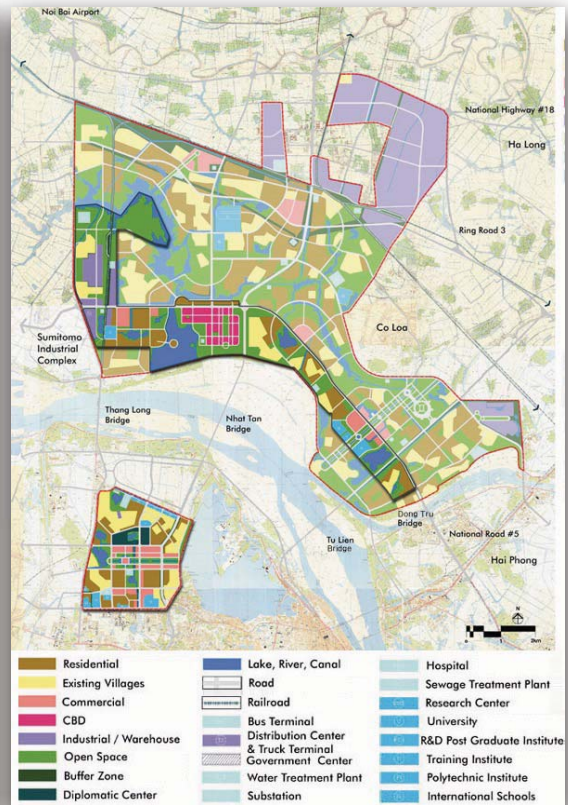 Noi Bai Airport
National Highway #18
Ha Long
Ring Road 3
Co Loa
Sumitomo
Industrial
Complex
Thang Long
Bridge
Nhat Tan
Bridge
Dong Tru
Bridge
Tu Lien
Bridge
National Road #5
Hai Phong
N
2km
Residential
Existing Villages
Commercial
CBD
Industrial / Warehouse
Open Space
Buffer Zone
Diplomatic Center
Lake, River, Canal
Road
Railroad
Bus Terminal
Distribution Center
& Truck Terminal
Government Center
Water Treatment Plant
Substation
Hospital
Sewage Treatment Plant
Research Center
University
R&D Post Graduate Institute
Training Institute
Polytechnic Institute
International Schools